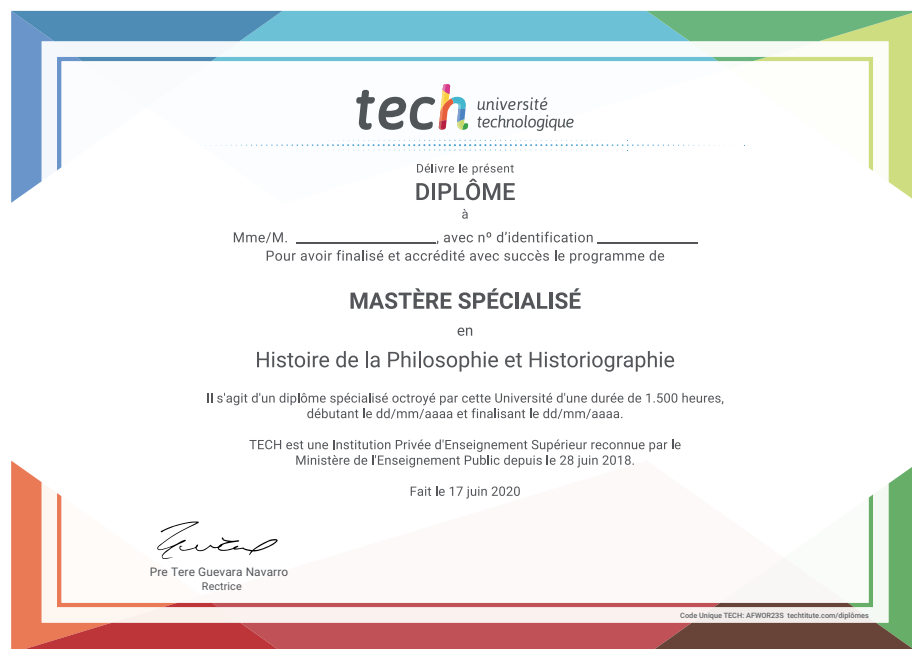 tech université
technologique
Délivre le présent
DIPLÔME
à
Mme/M. ________________, avec nº d'identification ____________
Pour avoir finalisé et accrédité avec succès le programme de
MASTÈRE SPÉCIALISÉ
en
Histoire de la Philosophie et Historiographie
Il s'agit d'un diplôme spécialisé octroyé par cette Université d'une durée de 1.500 heures,
débutant le dd/mm/aaaa et finalisant le dd/mm/aaaa.
TECH est une Institution Privée d'Enseignement Supérieur reconnue par le
Ministère de l'Enseignement Public depuis le 28 juin 2018.
Fait le 17 juin 2020
Pre Tere Guevara Navarro
Rectrice
Code Unique TECH: AFWOR23S techtitute.com/diplômes